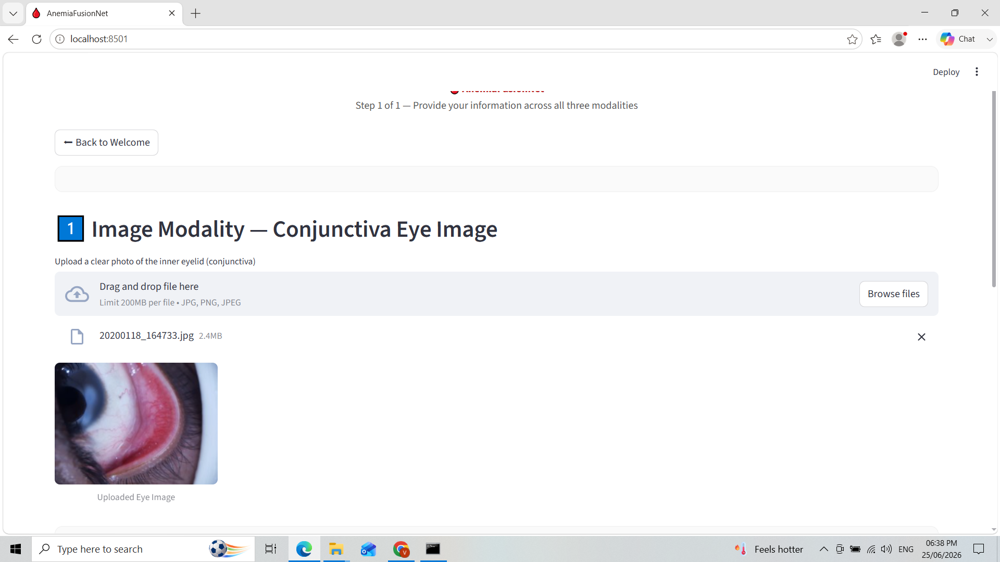 AnemiaFusionNet
localhost:8501
Chat
Deploy
AnemiaFusionNet
Step 1 of 1 — Provide your information across all three modalities
Back to Welcome
1 Image Modality — Conjunctiva Eye Image
Upload a clear photo of the inner eyelid (conjunctiva)
Drag and drop file here
Limit 200MB per file • JPG, PNG, JPEG
Browse files
20200118_164733.jpg 2.4MB
Uploaded Eye Image
Type here to search
Feels hotter
ENG
06:38 PM
25/06/2026